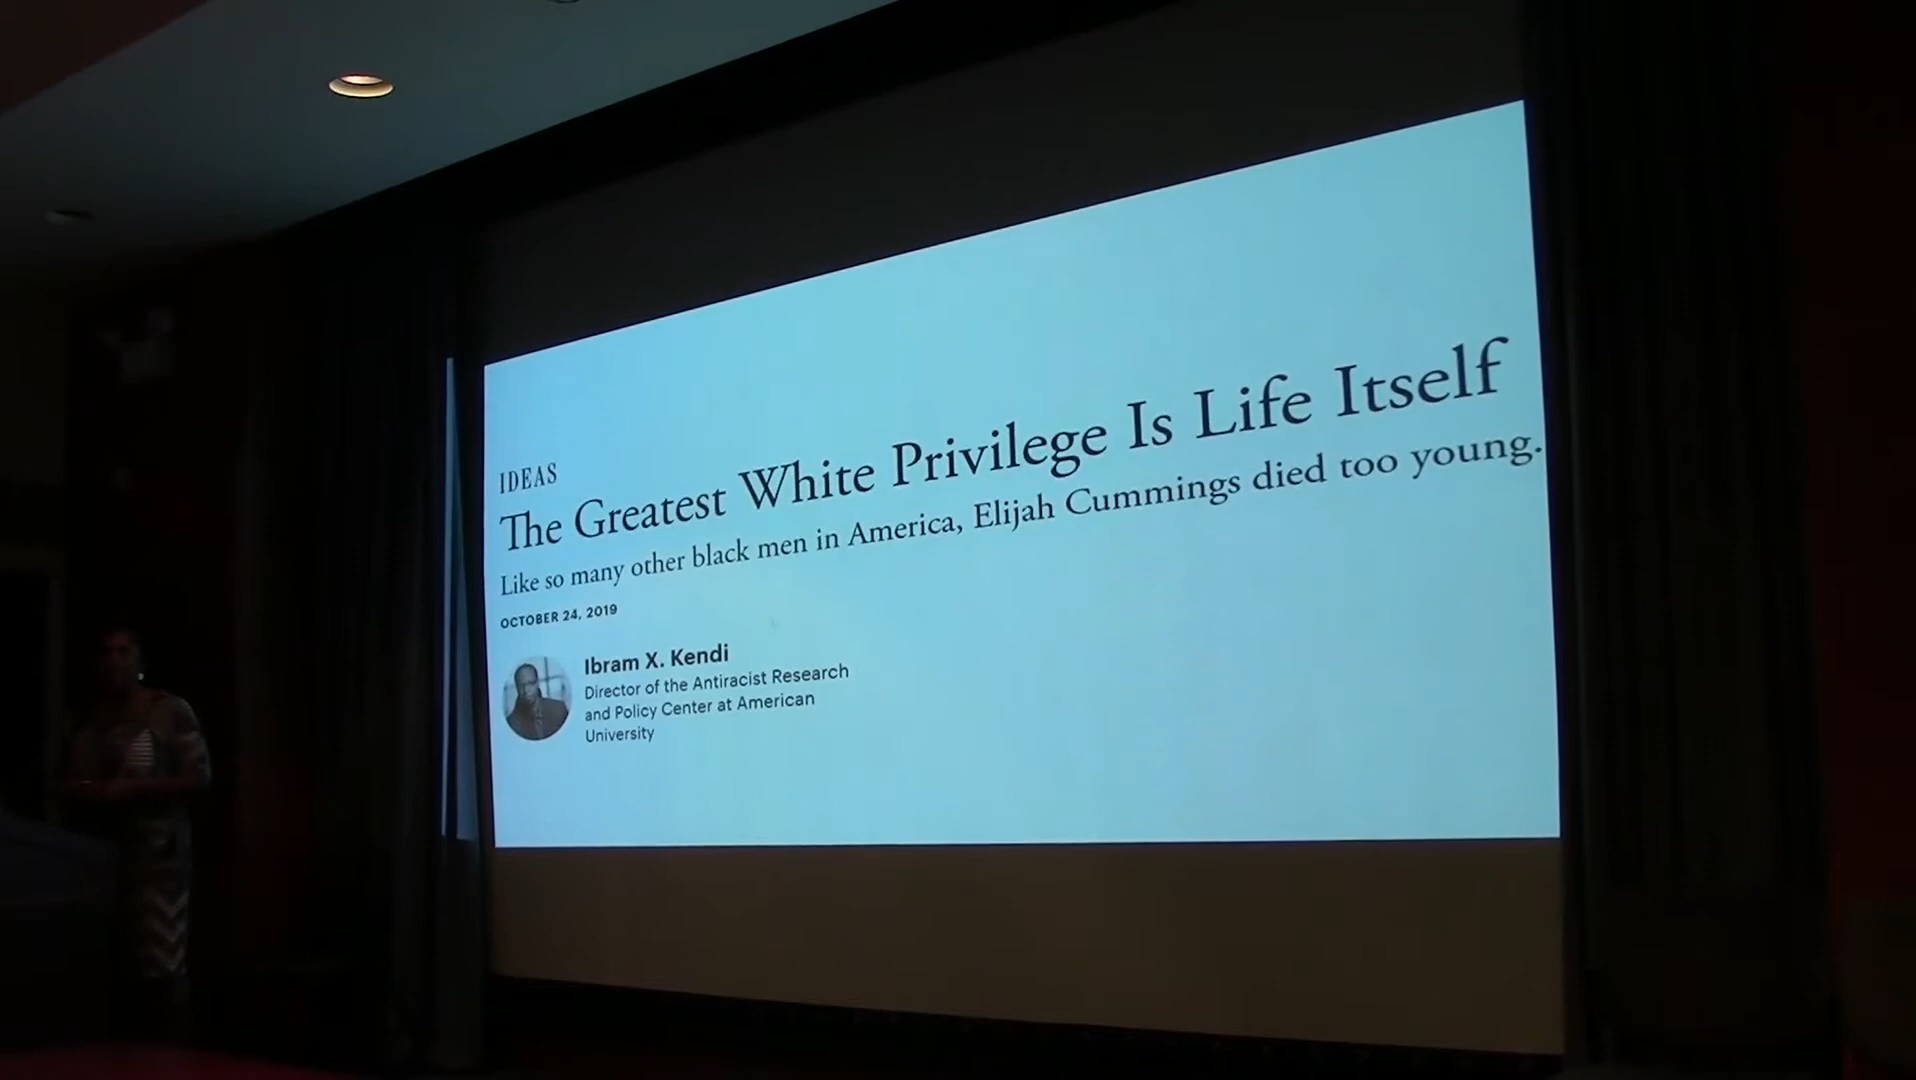 IDEAS
The Greatest White Privilege Is Life Itself
Like so many other black men in America, Elijah Cummings died too young.
OCTOBER 24, 2019
Ibram X. Kendi
Director of the Antiracist Research
and Policy Center at American
University